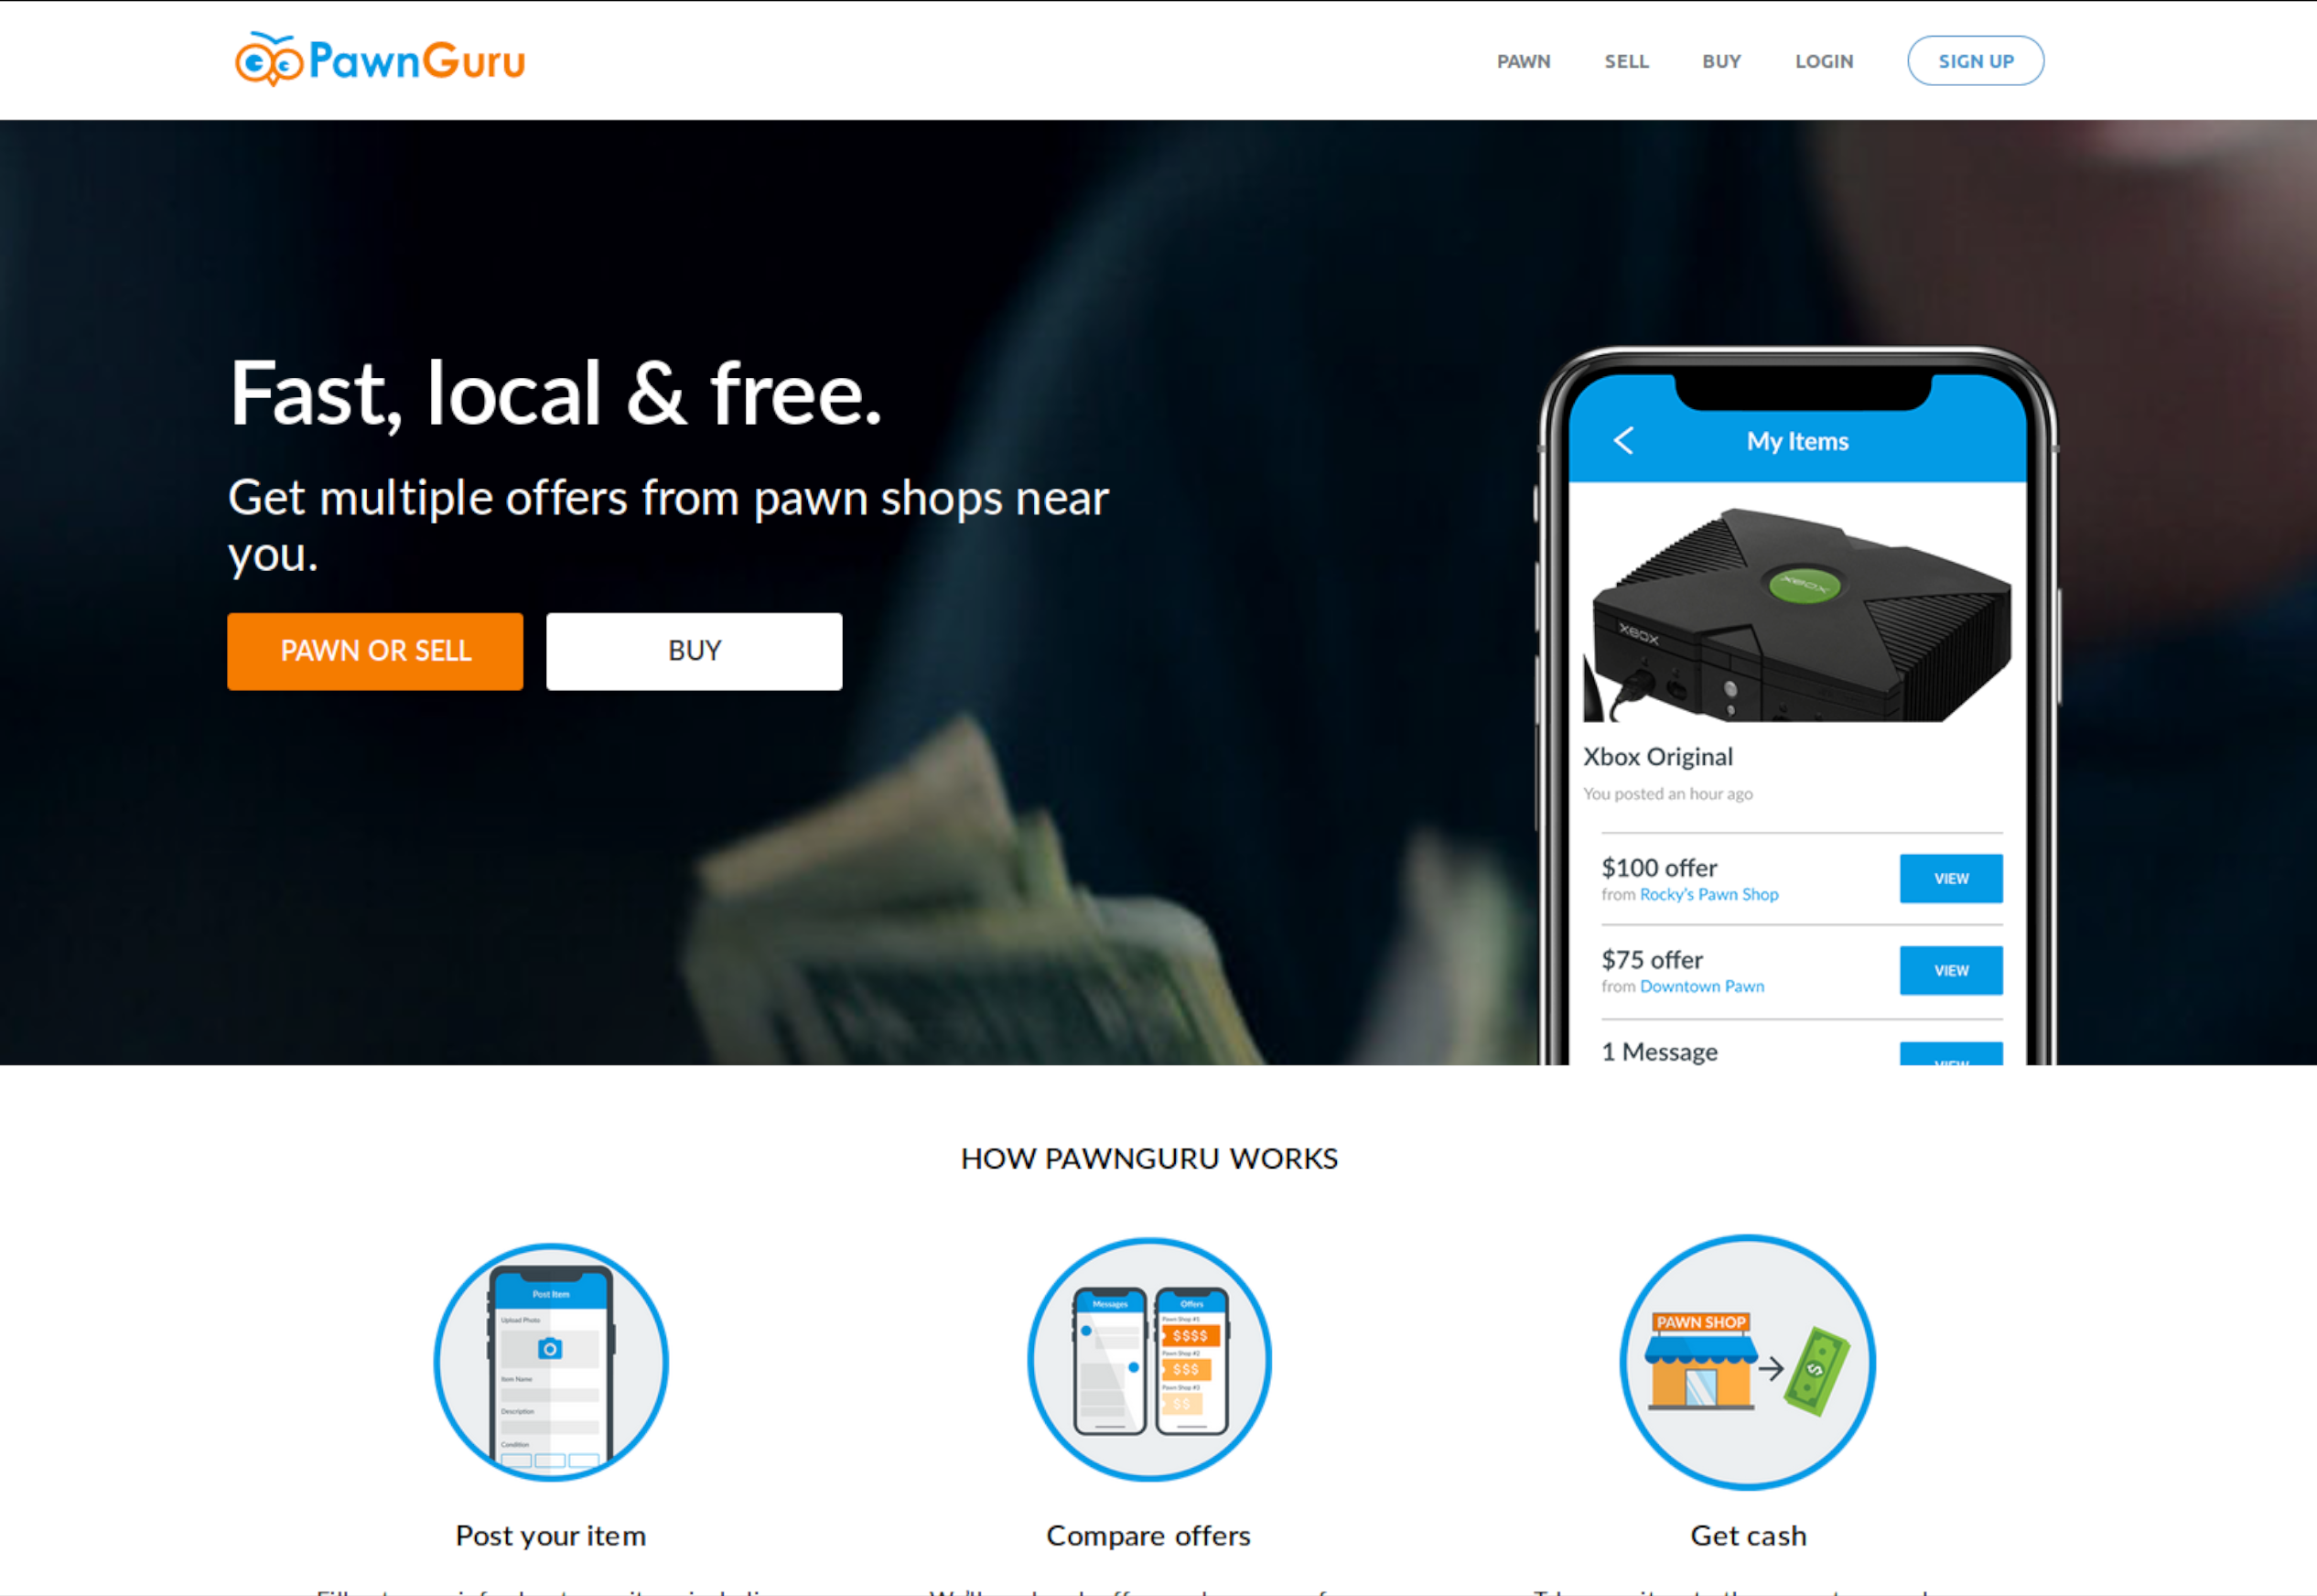 PawnGuru
PAWN SELL BUY LOGIN SIGN UP
Fast, local & free.
Get multiple offers from pawn shops near
you.
PAWN OR SELL BUY
My Items
XBOX
XBOX
Xbox Original
You posted an hour ago
$100 offer
from Rocky's Pawn Shop
VIEW
$75 offer
from Downtown Pawn
VIEW
1 Message
VIEW
HOW PAWNGURU WORKS
Post Item
Upload Photo
Item Name
Description
Condition
Messages
Offers
Pawn Shop #1
$$$$
Pawn Shop #2
$$$
Pawn Shop #3
$$
PAWN SHOP
$
Post your item
Compare offers
Get cash